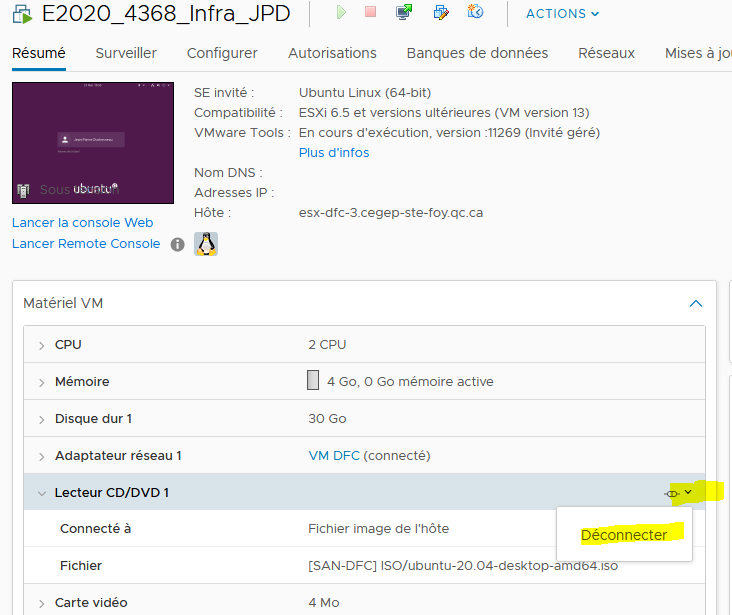 E2020_4368_Infra_JPD
ACTIONS
Résumé Surveiller Configurer Autorisations Banques de données Réseaux Mises à jou
SE invité : Ubuntu Linux (64-bit)
Compatibilité : ESXi 6.5 et versions ultérieures (VM version 13)
VMware Tools : En cours d'exécution, version :11269 (Invité géré)
Plus d'infos
Nom DNS :
Adresses IP :
Hôte : esx-dfc-3.cegep-ste-foy.qc.ca
ubuntu
Lancer la console Web
Lancer Remote Console
Matériel VM
CPU 2 CPU
Mémoire 4 Go, 0 Go mémoire active
Disque dur 1 30 Go
Adaptateur réseau 1 VM DFC (connecté)
Lecteur CD/DVD 1
Connecté à Fichier image de l'hôte
Déconnecter
Fichier [SAN-DFC] ISO/ubuntu-20.04-desktop-amd64.iso
Carte vidéo 4 Mo